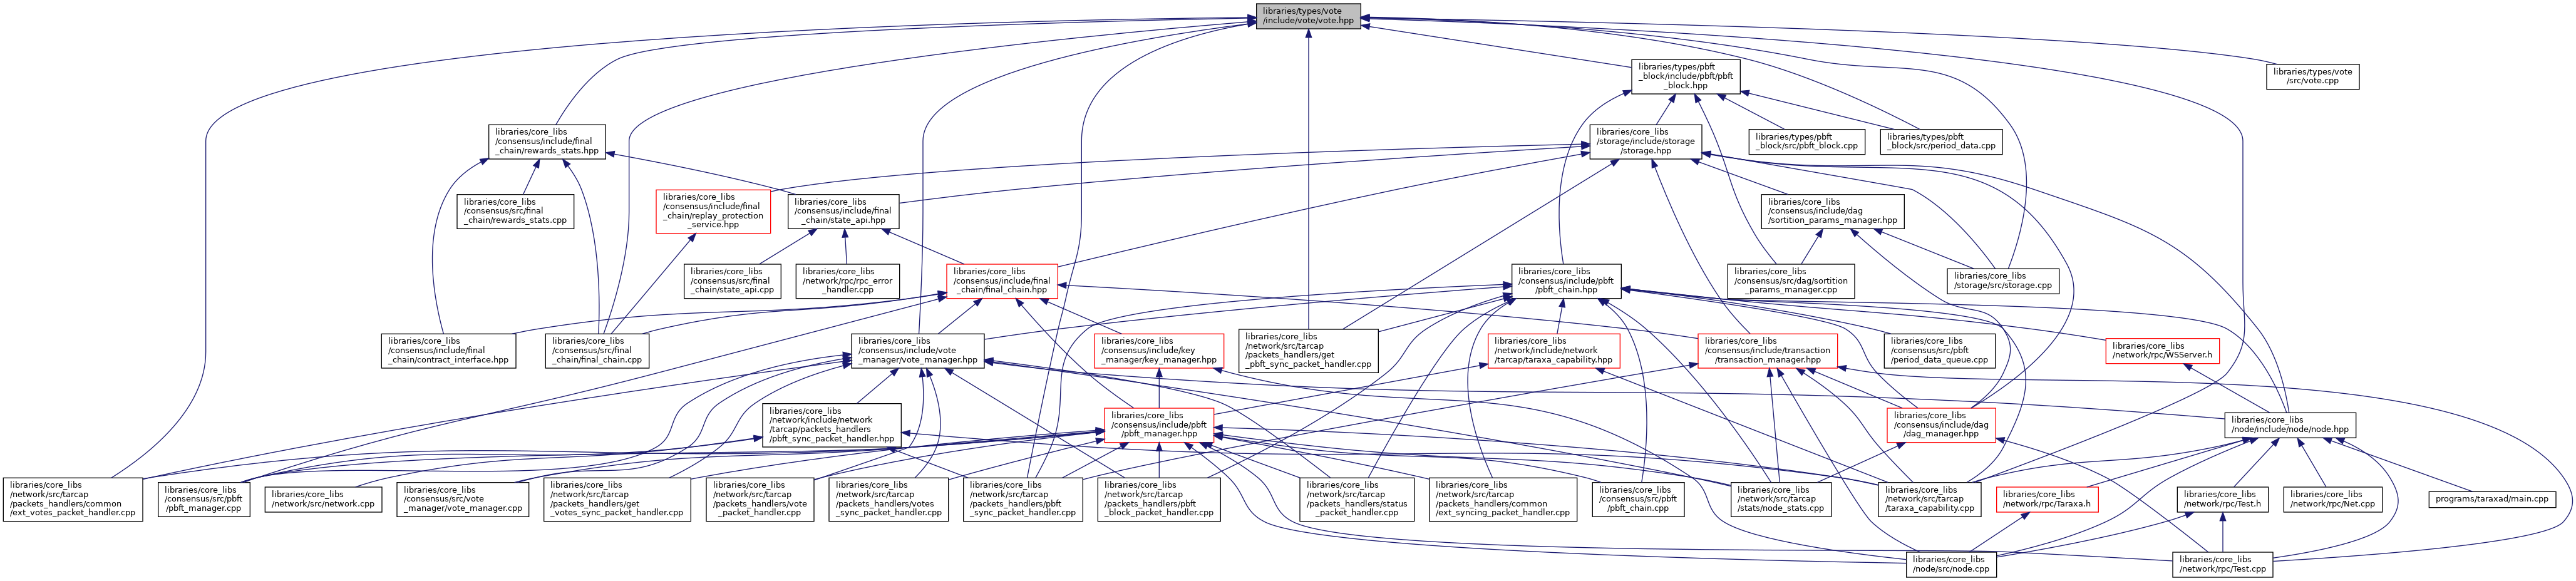 libraries/types/vote
/include/vote/vote.hpp
libraries/types/pbft
_block/include/pbft/pbft
_block.hpp
libraries/types/vote
/src/vote.cpp
libraries/core_libs
/consensus/include/final
_chain/rewards_stats.hpp
libraries/core_libs
/storage/include/storage
/storage.hpp
libraries/types/pbft
_block/src/pbft_block.cpp
libraries/types/pbft
_block/src/period_data.cpp
libraries/core_libs
/consensus/src/final
_chain/rewards_stats.cpp
libraries/core_libs
/consensus/include/final
_chain/replay_protection
_service.hpp
libraries/core_libs
/consensus/include/final
_chain/state_api.hpp
libraries/core_libs
/consensus/include/dag
/sortition_params_manager.hpp
libraries/core_libs
/consensus/src/final
_chain/state_api.cpp
libraries/core_libs
/network/rpc/rpc_error
_handler.cpp
libraries/core_libs
/consensus/include/final
_chain/final_chain.hpp
libraries/core_libs
/consensus/include/pbft
/pbft_chain.hpp
libraries/core_libs
/consensus/src/dag/sortition
_params_manager.cpp
libraries/core_libs
/storage/src/storage.cpp
libraries/core_libs
/consensus/include/final
_chain/contract_interface.hpp
libraries/core_libs
/consensus/src/final
_chain/final_chain.cpp
libraries/core_libs
/consensus/include/vote
_manager/vote_manager.hpp
libraries/core_libs
/consensus/include/key
_manager/key_manager.hpp
libraries/core_libs
/network/src/tarcap
/packets_handlers/get
_pbft_sync_packet_handler.cpp
libraries/core_libs
/network/include/network
/tarcap/taraxa_capability.hpp
libraries/core_libs
/consensus/include/transaction
/transaction_manager.hpp
libraries/core_libs
/consensus/src/pbft
/period_data_queue.cpp
libraries/core_libs
/network/rpc/WSServer.h
libraries/core_libs
/network/include/network
/tarcap/packets_handlers
/pbft_sync_packet_handler.hpp
libraries/core_libs
/consensus/include/pbft
/pbft_manager.hpp
libraries/core_libs
/consensus/include/dag
/dag_manager.hpp
libraries/core_libs
/node/include/node/node.hpp
libraries/core_libs
/network/src/tarcap
/packets_handlers/common
/ext_votes_packet_handler.cpp
libraries/core_libs
/consensus/src/pbft
/pbft_manager.cpp
libraries/core_libs
/network/src/network.cpp
libraries/core_libs
/consensus/src/vote
_manager/vote_manager.cpp
libraries/core_libs
/network/src/tarcap
/packets_handlers/get
_votes_sync_packet_handler.cpp
libraries/core_libs
/network/src/tarcap
/packets_handlers/vote
_packet_handler.cpp
libraries/core_libs
/network/src/tarcap
/packets_handlers/votes
_sync_packet_handler.cpp
libraries/core_libs
/network/src/tarcap
/packets_handlers/pbft
_sync_packet_handler.cpp
libraries/core_libs
/network/src/tarcap
/packets_handlers/pbft
_block_packet_handler.cpp
libraries/core_libs
/network/src/tarcap
/packets_handlers/status
_packet_handler.cpp
libraries/core_libs
/network/src/tarcap
/packets_handlers/common
/ext_syncing_packet_handler.cpp
libraries/core_libs
/consensus/src/pbft
/pbft_chain.cpp
libraries/core_libs
/network/src/tarcap
/stats/node_stats.cpp
libraries/core_libs
/network/src/tarcap
/taraxa_capability.cpp
libraries/core_libs
/network/rpc/Taraxa.h
libraries/core_libs
/network/rpc/Test.h
libraries/core_libs
/network/rpc/Net.cpp
programs/taraxad/main.cpp
libraries/core_libs
/node/src/node.cpp
libraries/core_libs
/network/rpc/Test.cpp